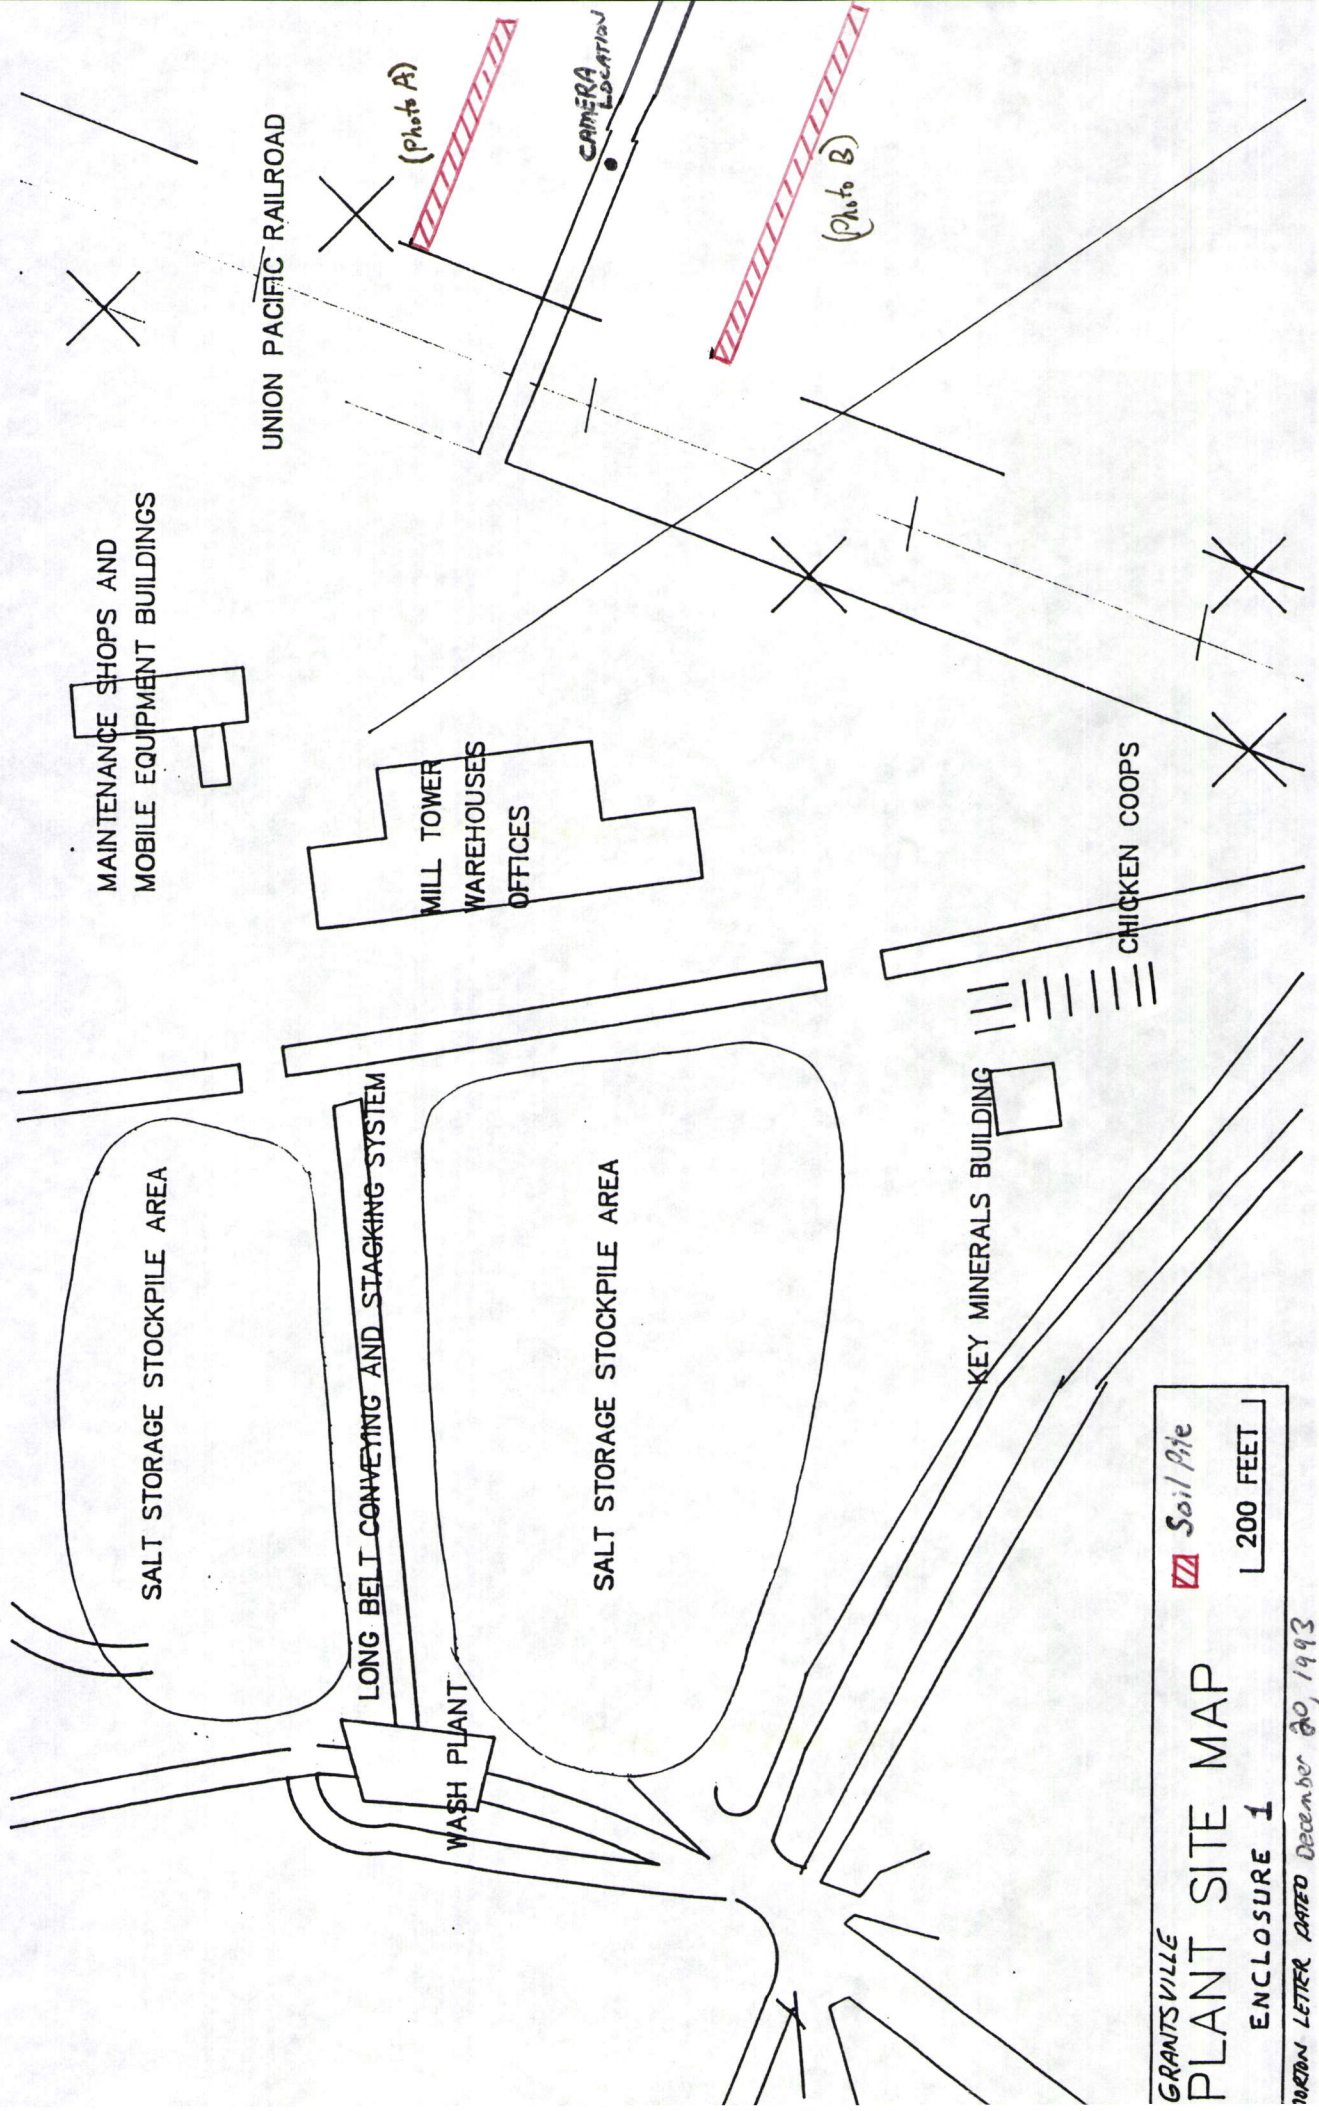 MAINTENANCE SHOPS AND
MOBILE EQUIPMENT BUILDINGS
UNION PACIFIC RAILROAD
(Photo A)
CAMERA
LOCATION
(Photo B)
SALT STORAGE STOCKPILE AREA
LONG BELT CONVEYING AND STACKING SYSTEM
MILL TOWER
WAREHOUSES
OFFICES
WASH PLANT
SALT STORAGE STOCKPILE AREA
KEY MINERALS BUILDING
CHICKEN COOPS
GRANTSVILLE
PLANT SITE MAP
ENCLOSURE 1
Soil Pile
200 FEET
MORTON LETTER DATED December 20, 1993